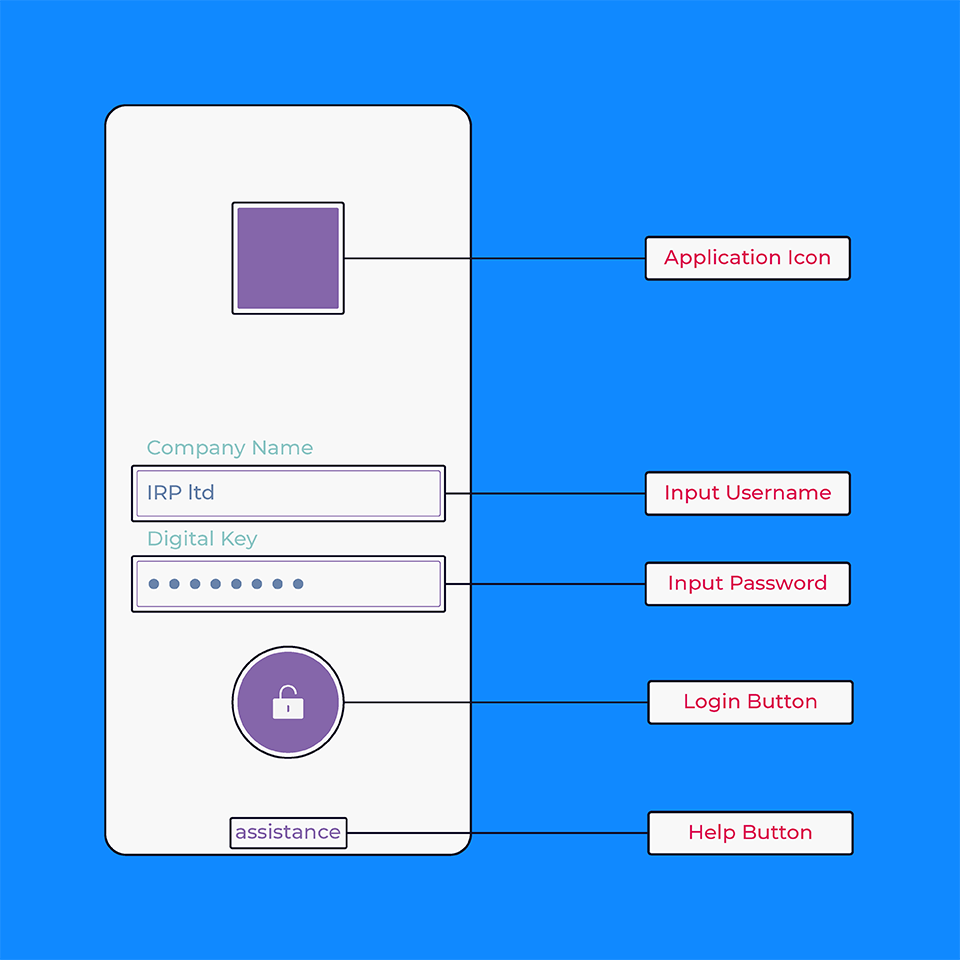 Application Icon
Company Name
IRP ltd
Input Username
Digital Key
Input Password
Login Button
assistance
Help Button